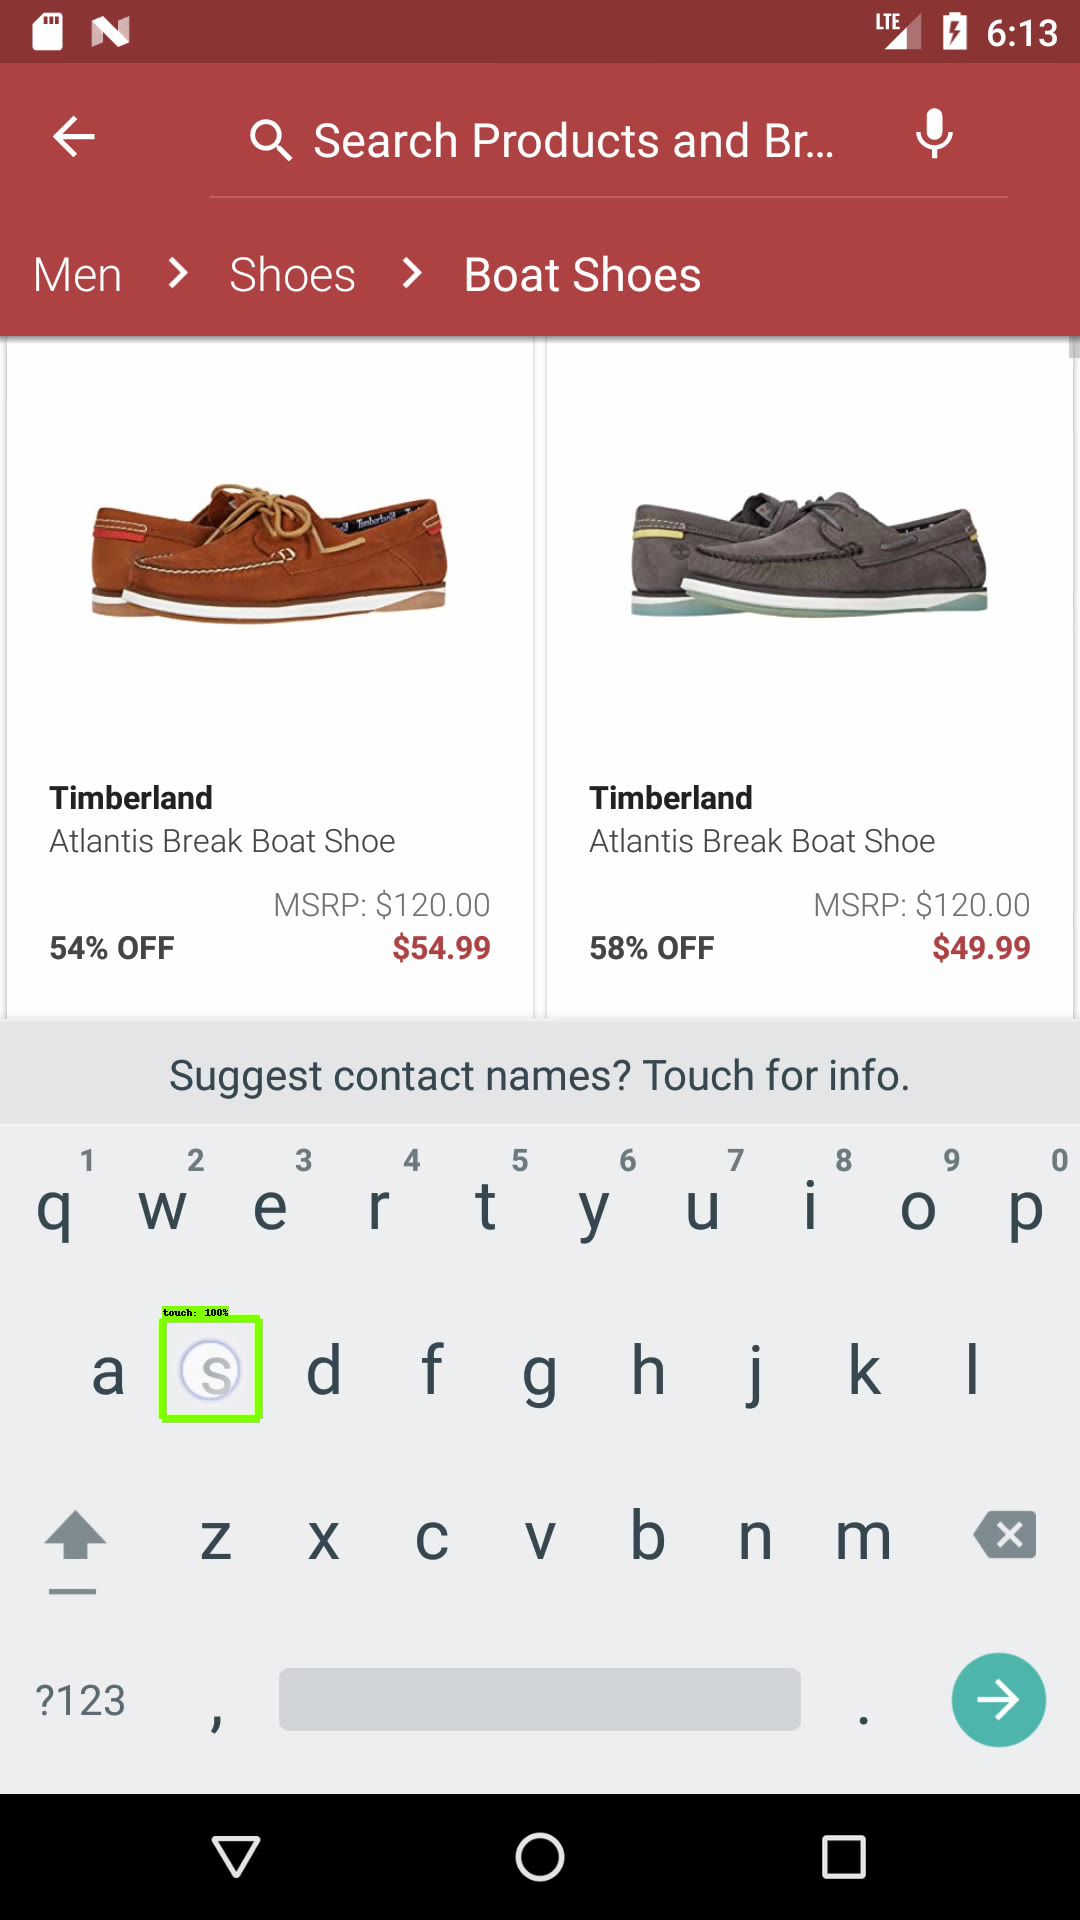 LTE 6:13
Search Products and Br...
Men > Shoes > Boat Shoes
Timberland
Atlantis Break Boat Shoe
MSRP: $120.00
54% OFF $54.99
Timberland
Atlantis Break Boat Shoe
MSRP: $120.00
58% OFF $49.99
Suggest contact names? Touch for info.
1 2 3 4 5 6 7 8 9 0
q w e r t y u i o p
touch: 100%
a s d f g h j k l
z x c v b n m
?123 , .